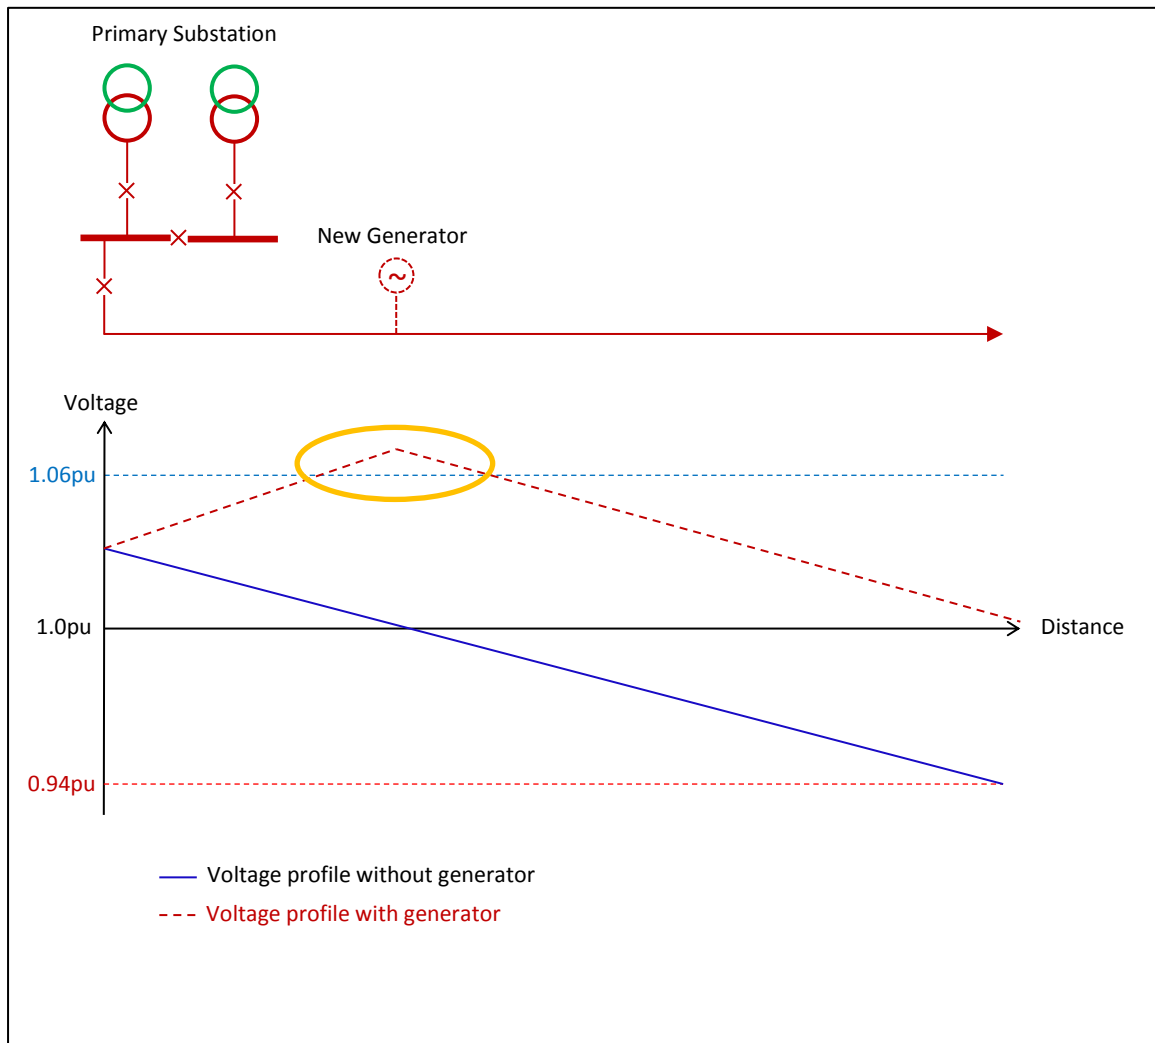 Primary Substation
New Generator
~
Voltage
1.06pu
1.0pu
Distance
0.94pu
Voltage profile without generator
Voltage profile with generator